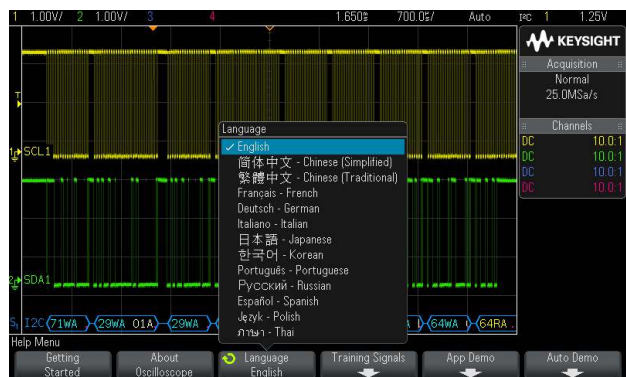 1 1.00V/ 2 1.00V/ 3 4 1.650s 700.0s/ Auto I²C 1 1.25V
KEYSIGHT
Acquisition
Normal
25.0MSa/s
Channels
DC 10.0:1
DC 10.0:1
DC 10.0:1
DC 10.0:1
T
SCL1
SDA1
Language
✓ English
简体中文 - Chinese (Simplified)
繁體中文 - Chinese (Traditional)
Français - French
Deutsch - German
Italiano - Italian
日本語 - Japanese
한국어 - Korean
Português - Portuguese
Русский - Russian
Español - Spanish
Język - Polish
ภาษา - Thai
S₁ I2C 71WA 29WA 01A 29WA 64WA 64RA
Help Menu
Getting Started
About Oscilloscope
Language English
Training Signals
App Demo
Auto Demo